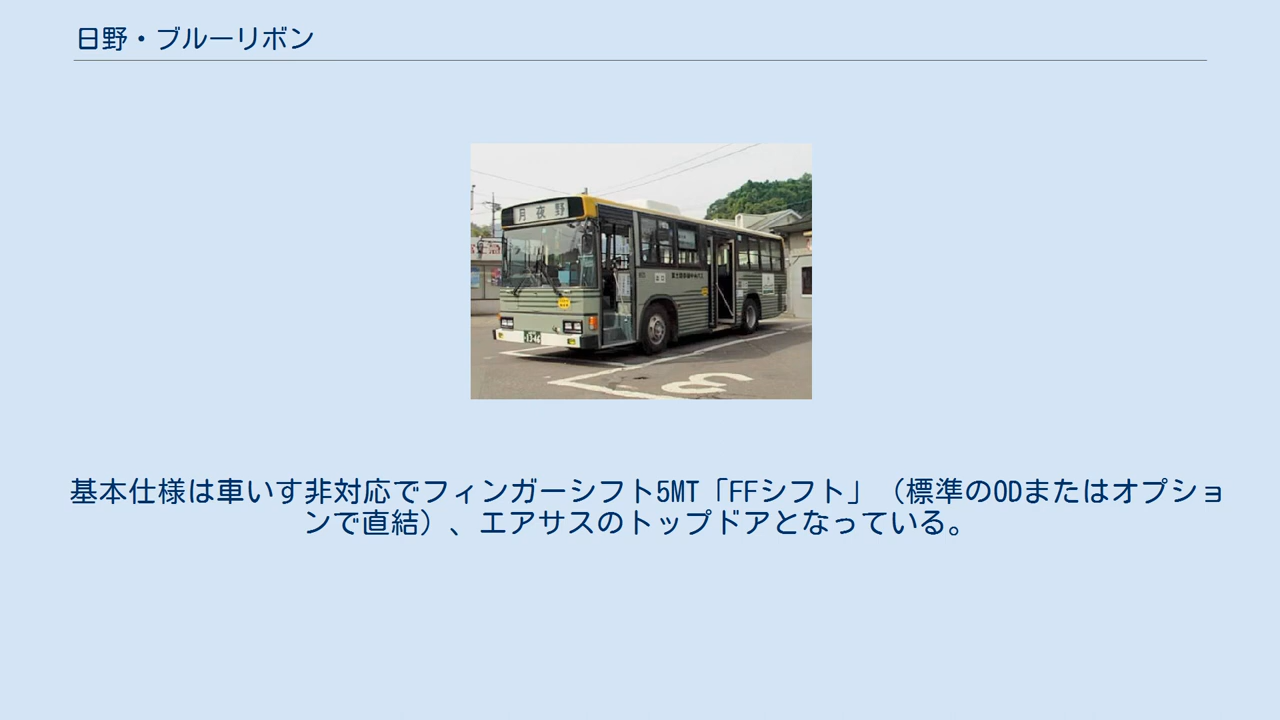 日野・ブルーリボン
月夜野
基本仕様は車いす非対応でフィンガーシフト5MT「FFシフト」（標準のODまたはオプショ
ンで直結）、エアサスのトップドアとなっている。